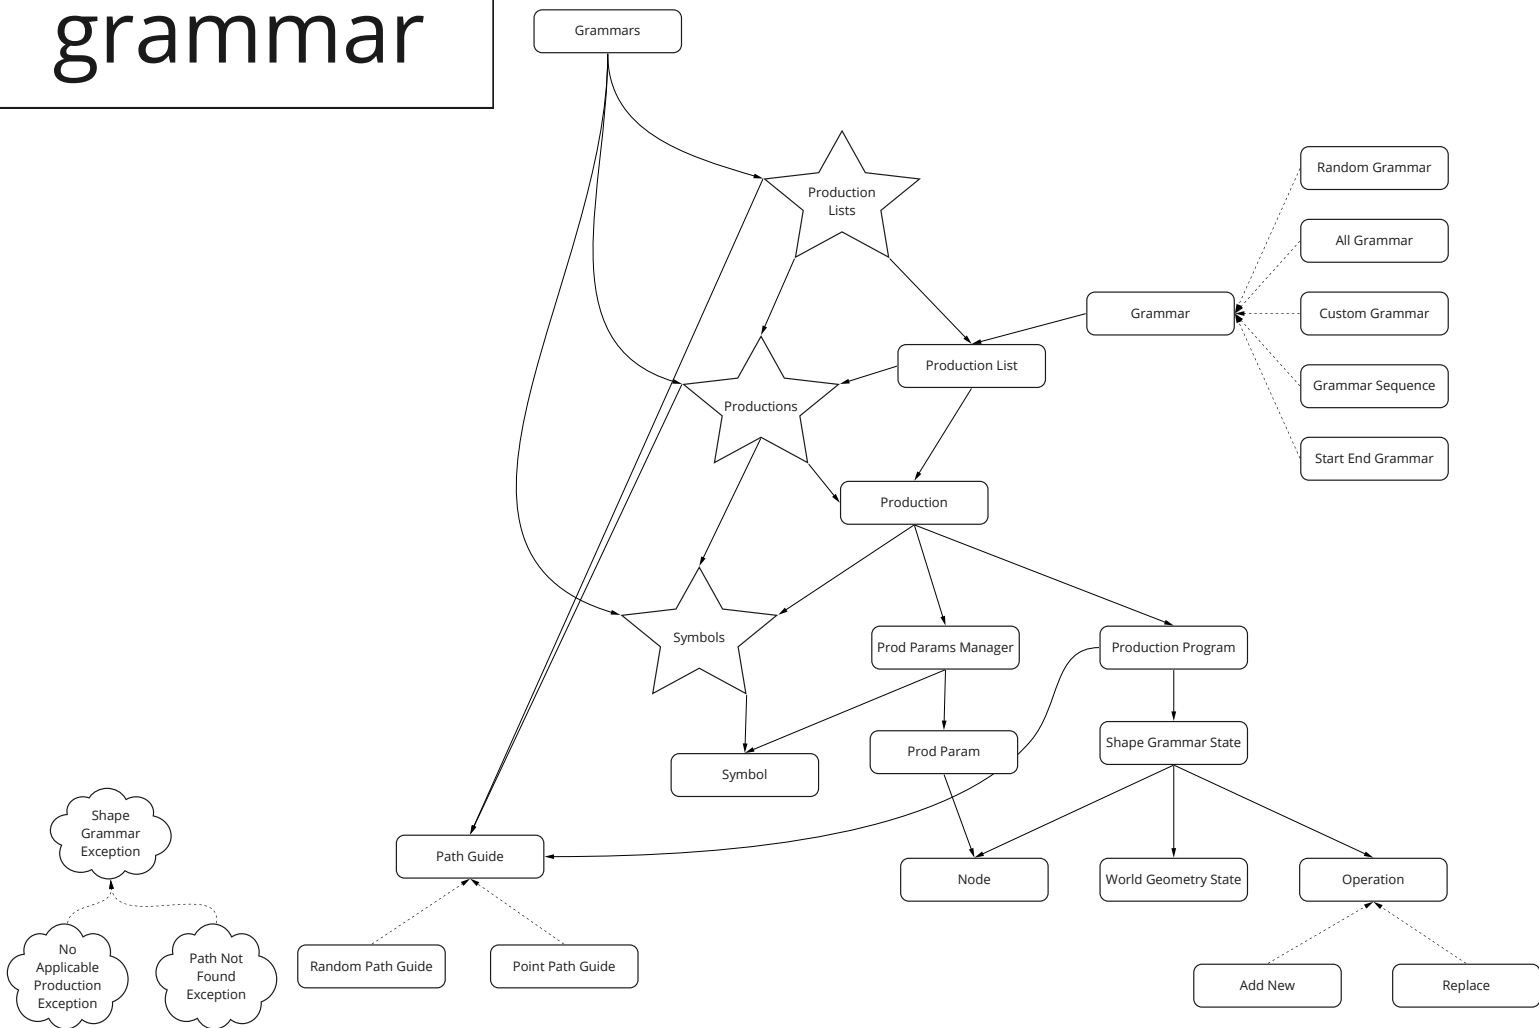 grammar
Grammars
Production
Lists
Random Grammar
All Grammar
Grammar
Custom Grammar
Production List
Grammar Sequence
Productions
Start End Grammar
Production
Symbols
Prod Params Manager
Production Program
Prod Param
Shape Grammar State
Symbol
Shape
Grammar
Exception
Path Guide
Node
World Geometry State
Operation
No
Applicable
Production
Exception
Path Not
Found
Exception
Random Path Guide
Point Path Guide
Add New
Replace